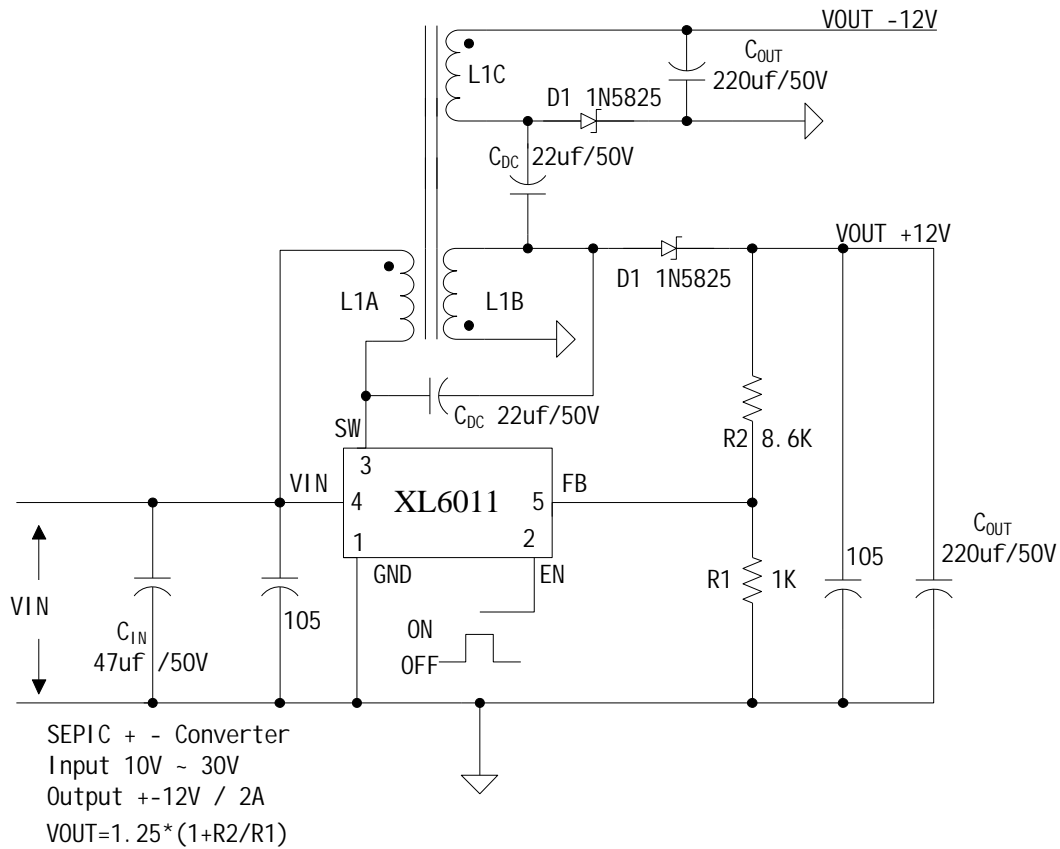 VOUT -12V
COUT
220uf/50V
L1C
D1 1N5825
CDC 22uf/50V
VOUT +12V
D1 1N5825
L1A
L1B
CDC 22uf/50V
SW
R2 8.6K
3
VIN
4
XL6011
5
FB
1
2
GND
EN
COUT
220uf/50V
105
R1
1K
VIN
105
CIN
47uf /50V
ON
OFF
SEPIC + - Converter
Input 10V ~ 30V
Output +-12V / 2A
VOUT=1.25*(1+R2/R1)